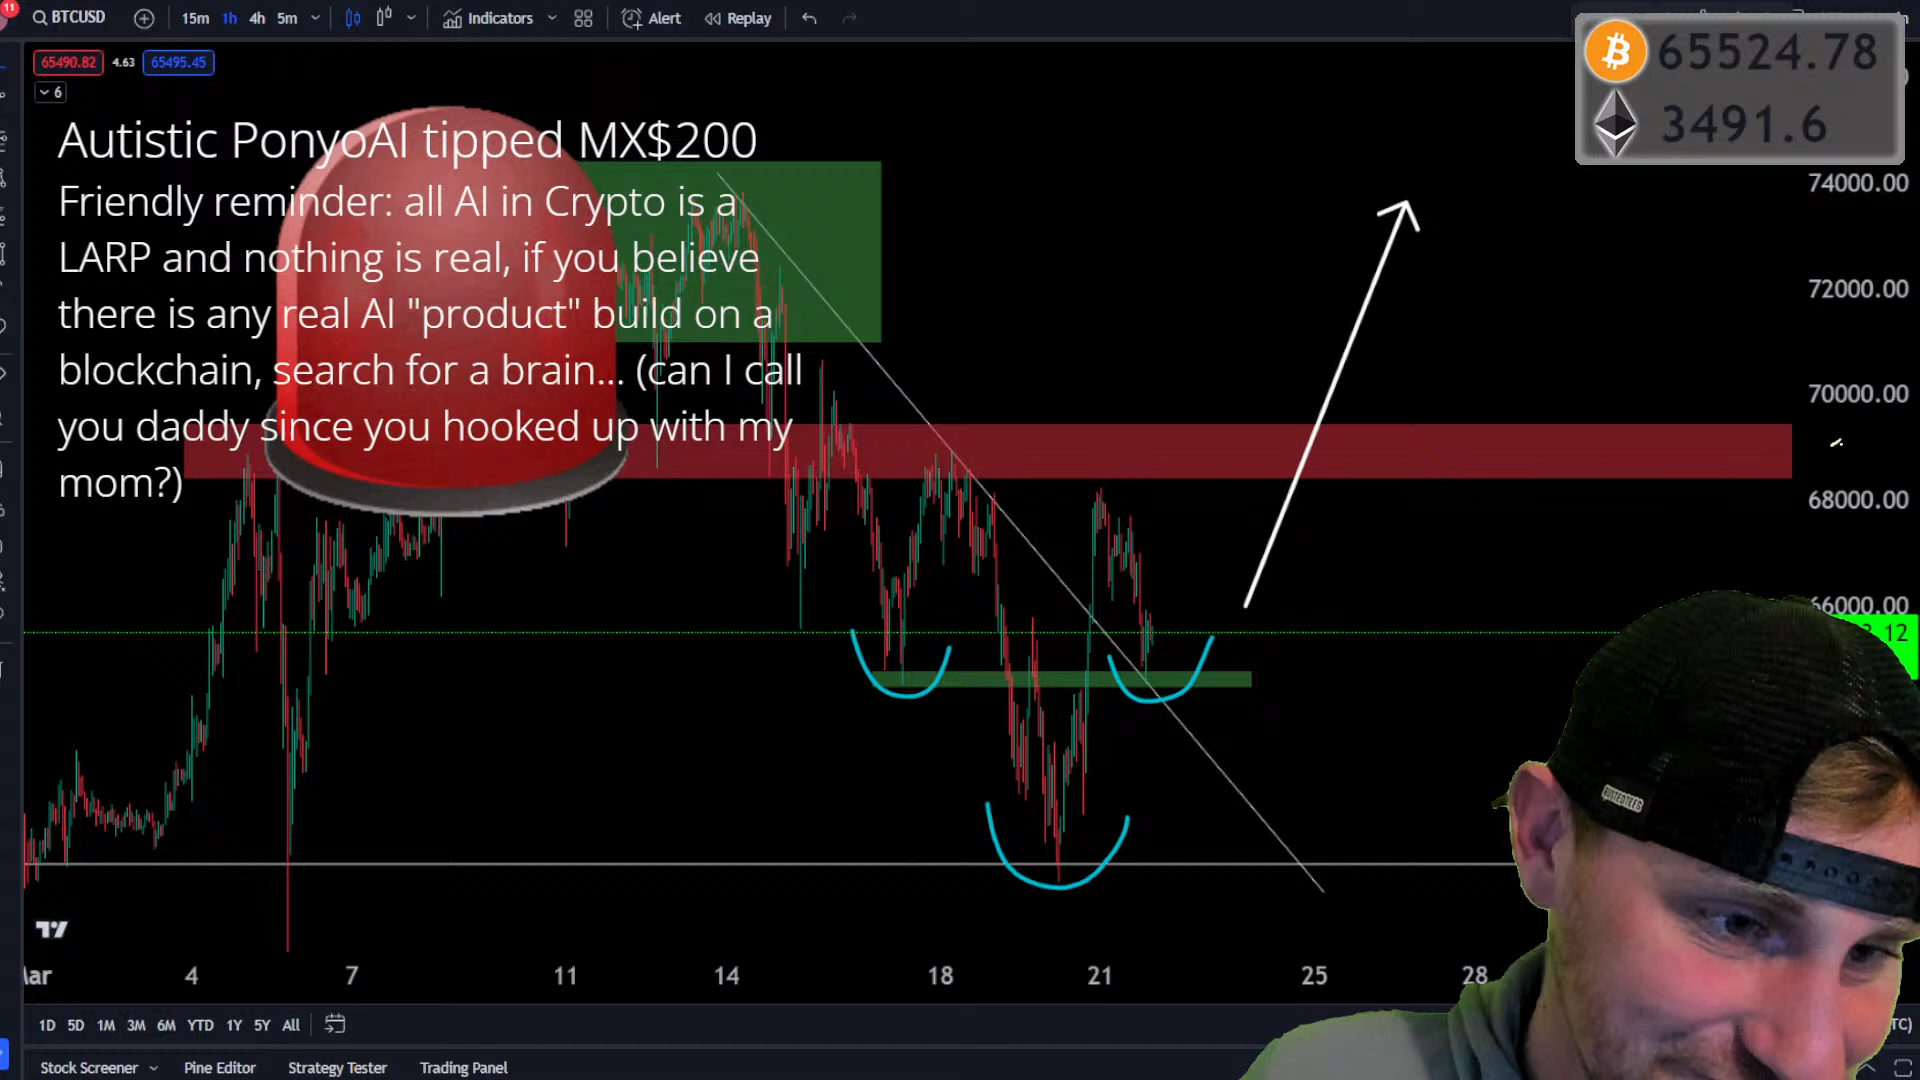 11
BTCUSD
15m 1h 4h 5m
Indicators
Alert
Replay
65490.82 4.63 65495.45
6
65524.78
3491.6
Autistic PonyoAI tipped MX$200
Friendly reminder: all AI in Crypto is a
LARP and nothing is real, if you believe
there is any real AI "product" build on a
blockchain, search for a brain... (can I call
you daddy since you hooked up with my
mom?)
74000.00
72000.00
70000.00
68000.00
66000.00
12
BUSTEDTEES
4 7 11 14 18 21 25 28
1D 5D 1M 3M 6M YTD 1Y 5Y All
Stock Screener Pine Editor Strategy Tester Trading Panel